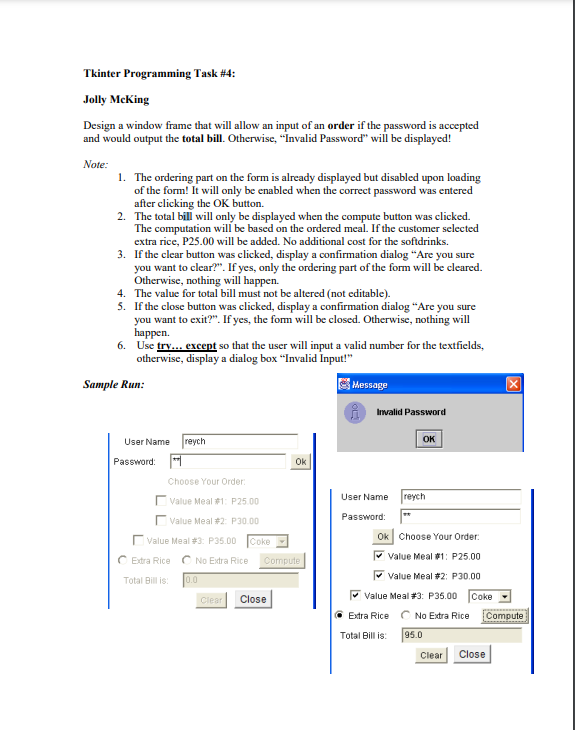 Tkinter Programming Task #4:
Jolly McKing
Design a window frame that will allow an input of an order if the password is accepted
and would output the total bill. Otherwise, “Invalid Password” will be displayed!
Note:
1. The ordering part on the form is already displayed but disabled upon loading
of the form! It will only be enabled when the correct password was entered
after clicking the OK button.
2. The total bill will only be displayed when the compute button was clicked.
The computation will be based on the ordered meal. If the customer selected
extra rice, P25.00 will be added. No additional cost for the softdrinks.
3. If the clear button was clicked, display a confirmation dialog “Are you sure
you want to clear?”. If yes, only the ordering part of the form will be cleared.
Otherwise, nothing will happen.
4. The value for total bill must not be altered (not editable).
5. If the close button was clicked, display a confirmation dialog “Are you sure
you want to exit?”. If yes, the form will be closed. Otherwise, nothing will
happen.
6. Use try… except so that the user will input a valid number for the textfields,
otherwise, display a dialog box “Invalid Input!”
Sample Run:
Message
Invalid Password
OK
User Name reych
Password: ** Ok
Choose Your Order:
Value Meal #1: P25.00
Value Meal #2: P30.00
Value Meal #3: P35.00 Coke
Extra Rice No Extra Rice Compute
Total Bill is: 0.0
Clear Close
User Name reych
Password: **
Ok Choose Your Order:
Value Meal #1: P25.00
Value Meal #2: P30.00
Value Meal #3: P35.00 Coke
Extra Rice No Extra Rice Compute
Total Bill is: 95.0
Clear Close